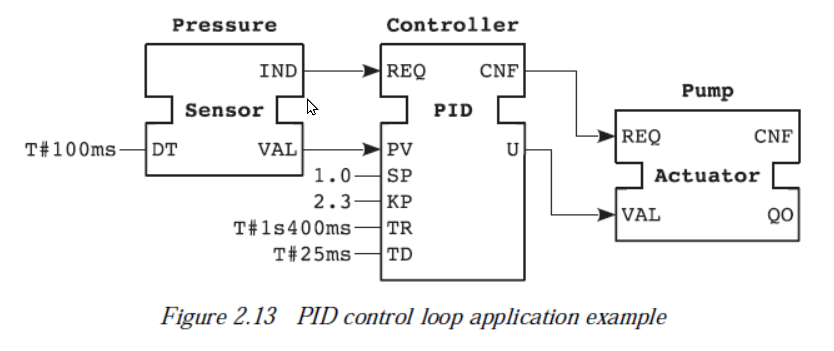 Pressure
Controller
Pump
IND
REQ
CNF
Sensor
PID
REQ
CNF
T#100ms
DT
VAL
PV
U
1.0
SP
Actuator
2.3
KP
T#1s400ms
TR
VAL
QO
T#25ms
TD
Figure 2.13 PID control loop application example